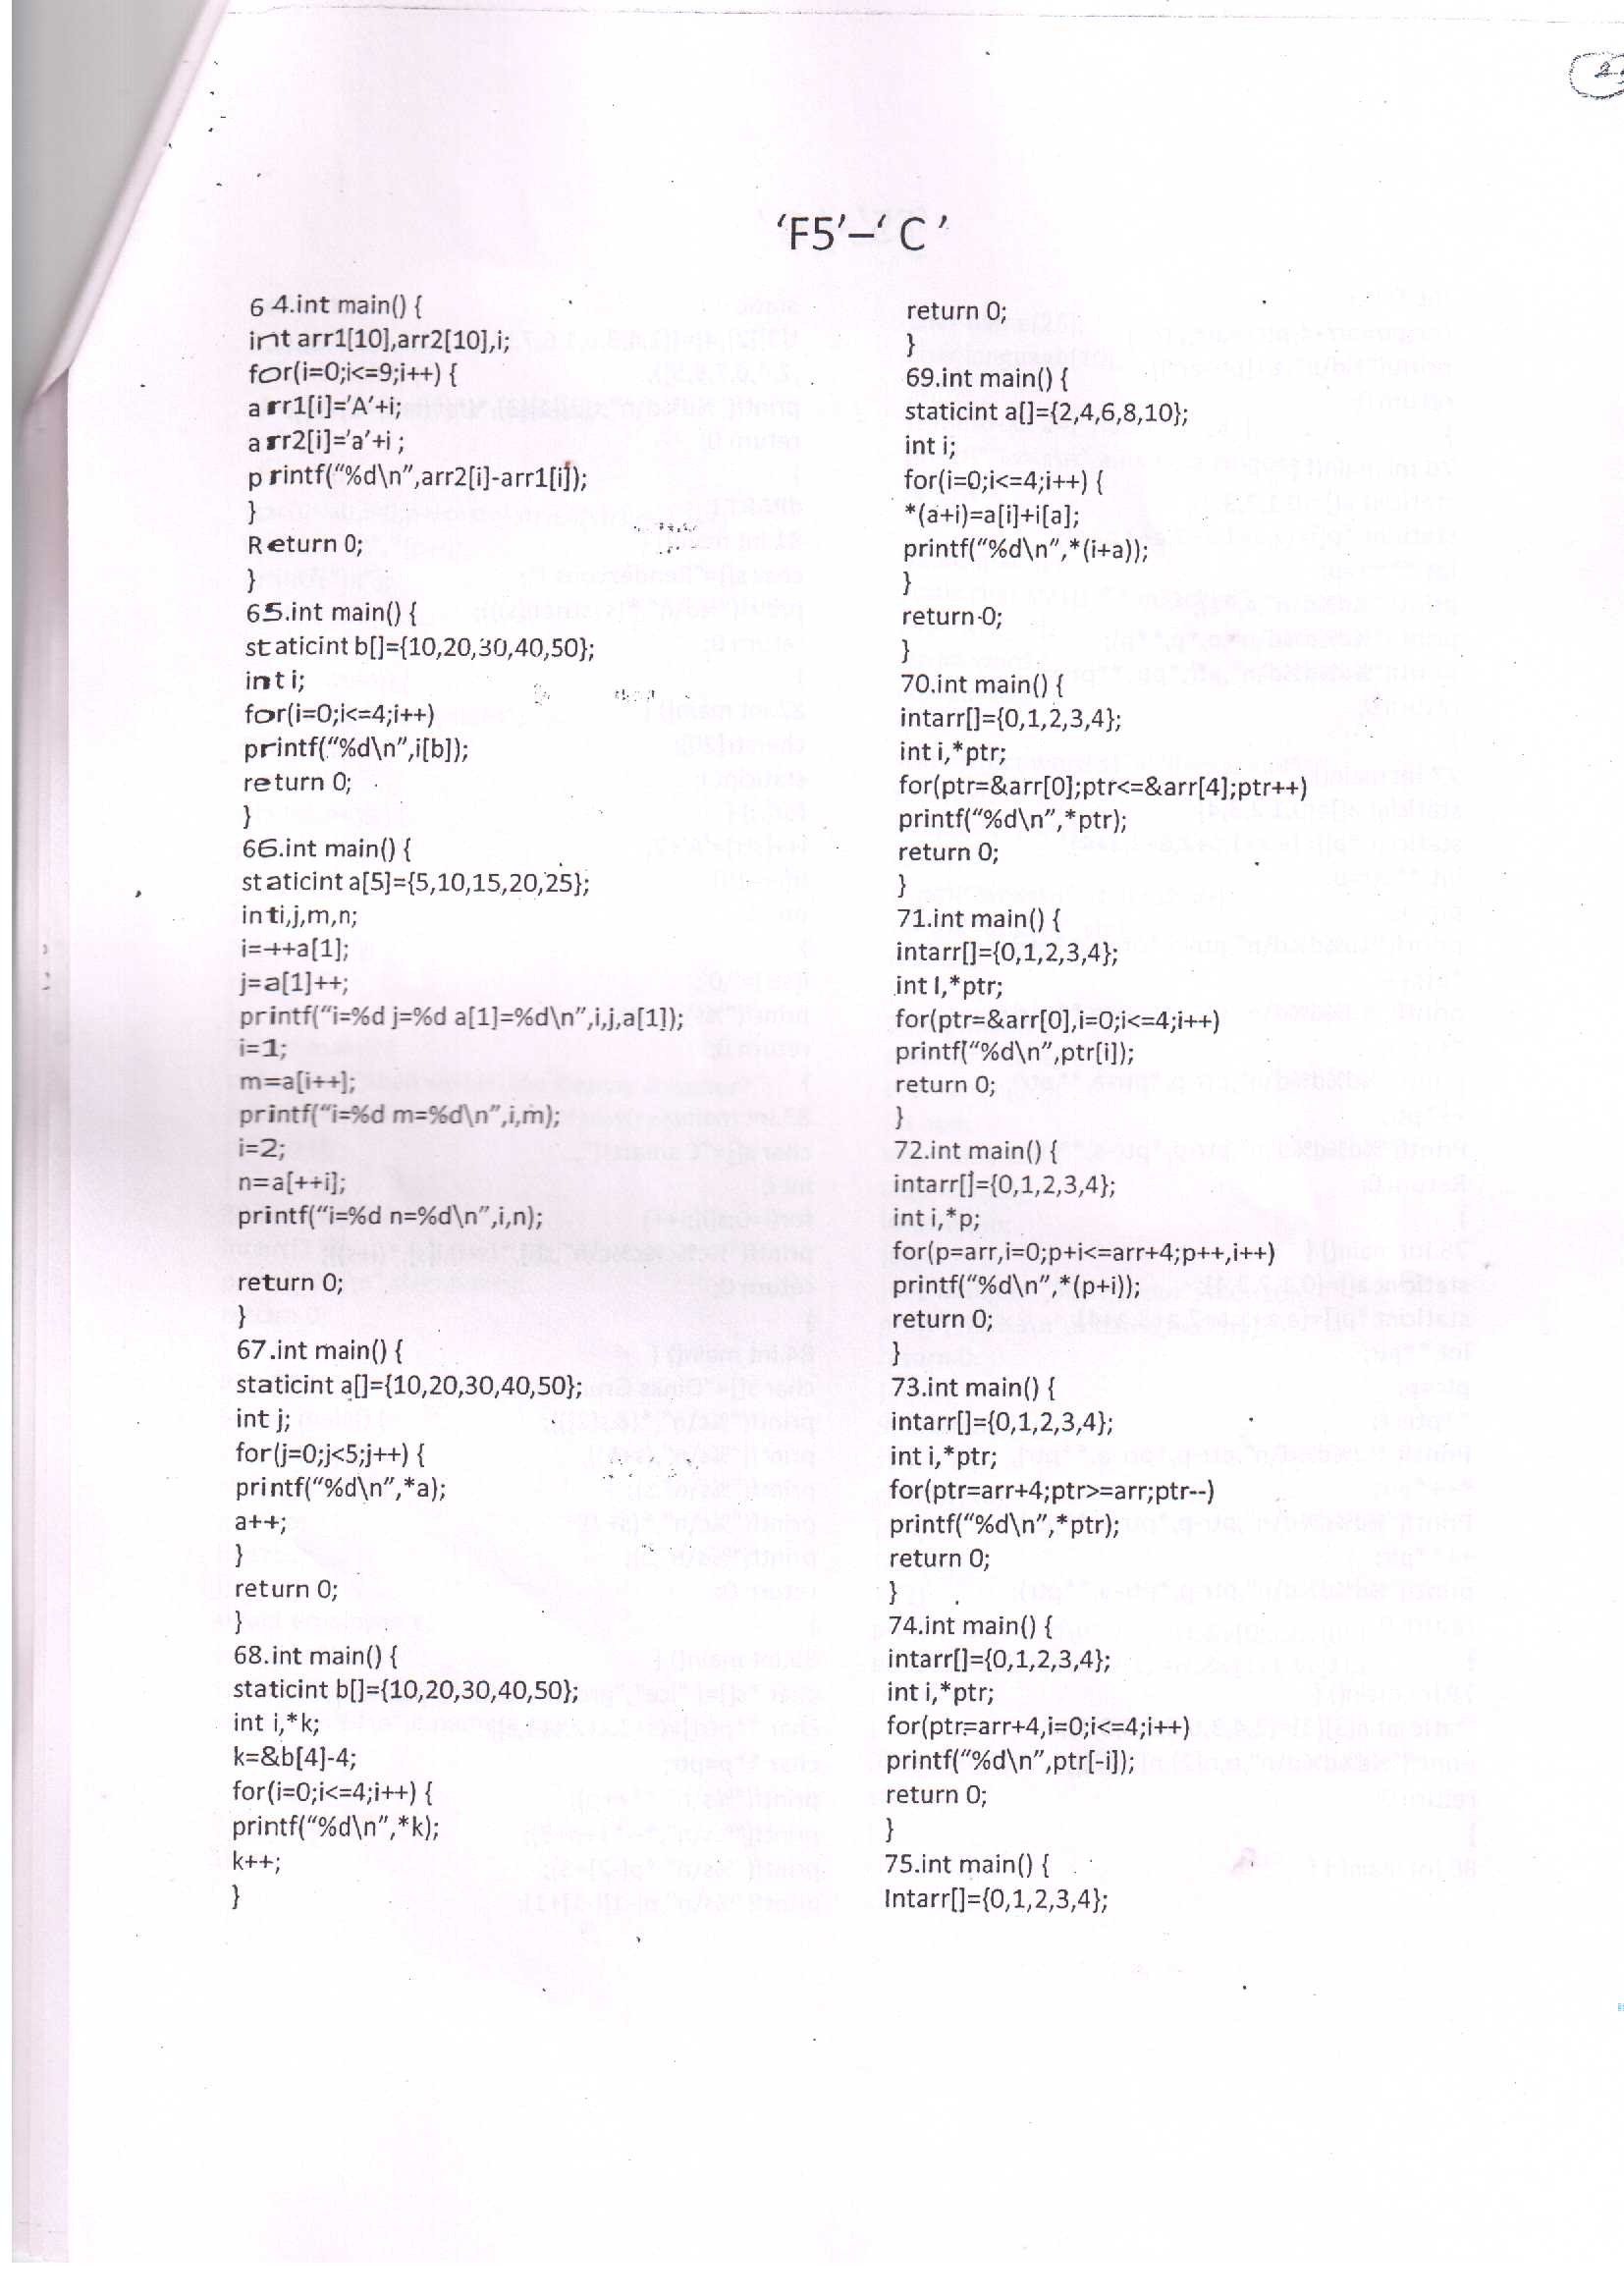 ‘F5’–‘ C ’
64.int main() {
int arr1[10],arr2[10],i;
for(i=0;i<=9;i++) {
arr1[i]=’A’+i;
arr2[i]=’a’+i ;
printf(“%d\n”,arr2[i]-arr1[i]);
}
Return 0;
}
65.int main() {
staticint b[]={10,20,30,40,50};
int i;
for(i=0;i<=4;i++)
printf(“%d\n”,i[b]);
return 0;
}
66.int main() {
staticint a[5]={5,10,15,20,25};
inti,j,m,n;
i=++a[1];
j=a[1]++;
printf(“i=%d j=%d a[1]=%d\n”,i,j,a[1]);
i=1;
m=a[i++];
printf(“i=%d m=%d\n”,i,m);
i=2;
n=a[++i];
printf(“i=%d n=%d\n”,i,n);
return 0;
}
67.int main() {
staticint a[]={10,20,30,40,50};
int j;
for(j=0;j<5;j++) {
printf(“%d\n”,*a);
a++;
}
return 0;
}
68.int main() {
staticint b[]={10,20,30,40,50};
int i,*k;
k=&b[4]-4;
for(i=0;i<=4;i++) {
printf(“%d\n”,*k);
k++;
}
return 0;
}
69.int main() {
staticint a[]={2,4,6,8,10};
int i;
for(i=0;i<=4;i++) {
*(a+i)=a[i]+i[a];
printf(“%d\n”,*(i+a));
}
return 0;
}
70.int main() {
intarr[]={0,1,2,3,4};
int i,*ptr;
for(ptr=&arr[0];ptr<=&arr[4];ptr++)
printf(“%d\n”,*ptr);
return 0;
}
71.int main() {
intarr[]={0,1,2,3,4};
int I,*ptr;
for(ptr=&arr[0],i=0;i<=4;i++)
printf(“%d\n”,ptr[i]);
return 0;
}
72.int main() {
intarr[]={0,1,2,3,4};
int i,*p;
for(p=arr,i=0;p+i<=arr+4;p++,i++)
printf(“%d\n”,*(p+i));
return 0;
}
73.int main() {
intarr[]={0,1,2,3,4};
int i,*ptr;
for(ptr=arr+4;ptr>=arr;ptr--)
printf(“%d\n”,*ptr);
return 0;
}
74.int main() {
intarr[]={0,1,2,3,4};
int i,*ptr;
for(ptr=arr+4,i=0;i<=4;i++)
printf(“%d\n”,ptr[-i]);
return 0;
}
75.int main() {
Intarr[]={0,1,2,3,4};